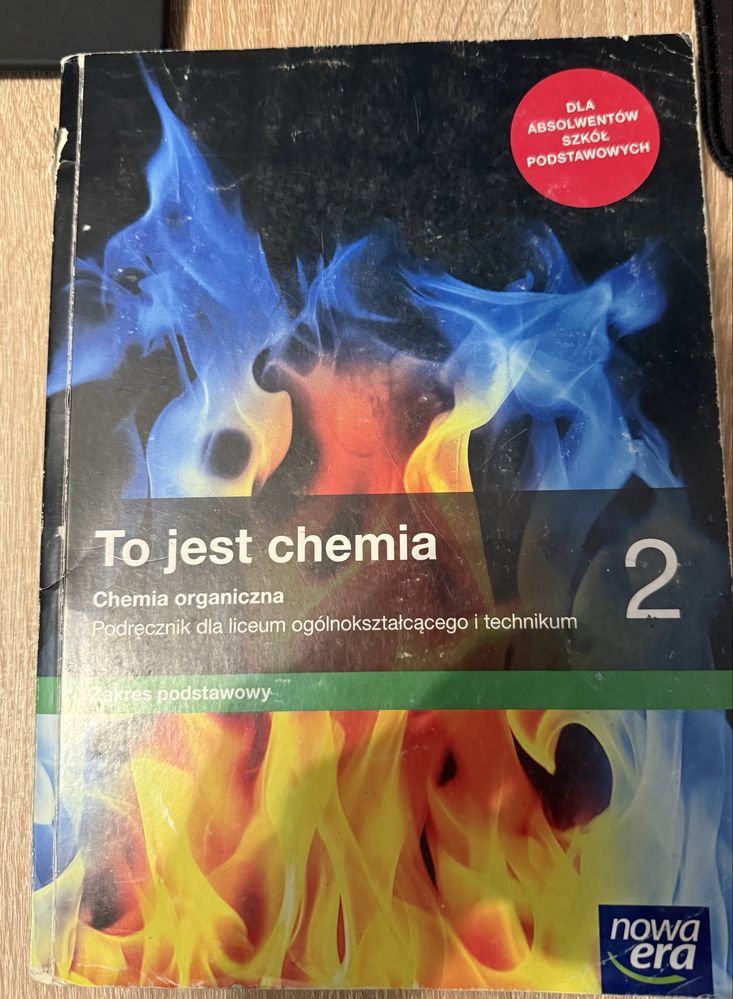 DLA
ABSOLWENTÓW
SZKÓŁ
PODSTAWOWYCH
To jest chemia
2
Chemia organiczna
Podręcznik dla liceum ogólnokształcącego i technikum
Zakres podstawowy
nowa
era